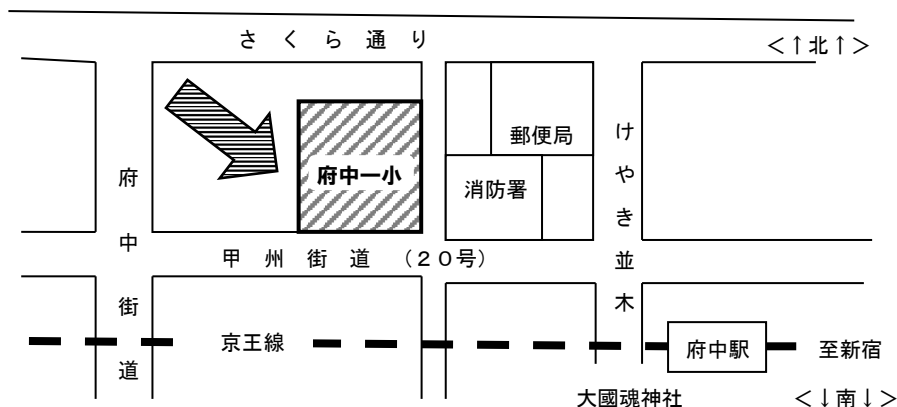 さくら通り
＜↑北↑＞
郵便局
けやき並木
府中一小
消防署
府中街道
甲州街道（２０号）
京王線
府中駅
至新宿
大國魂神社
＜↓南↓＞